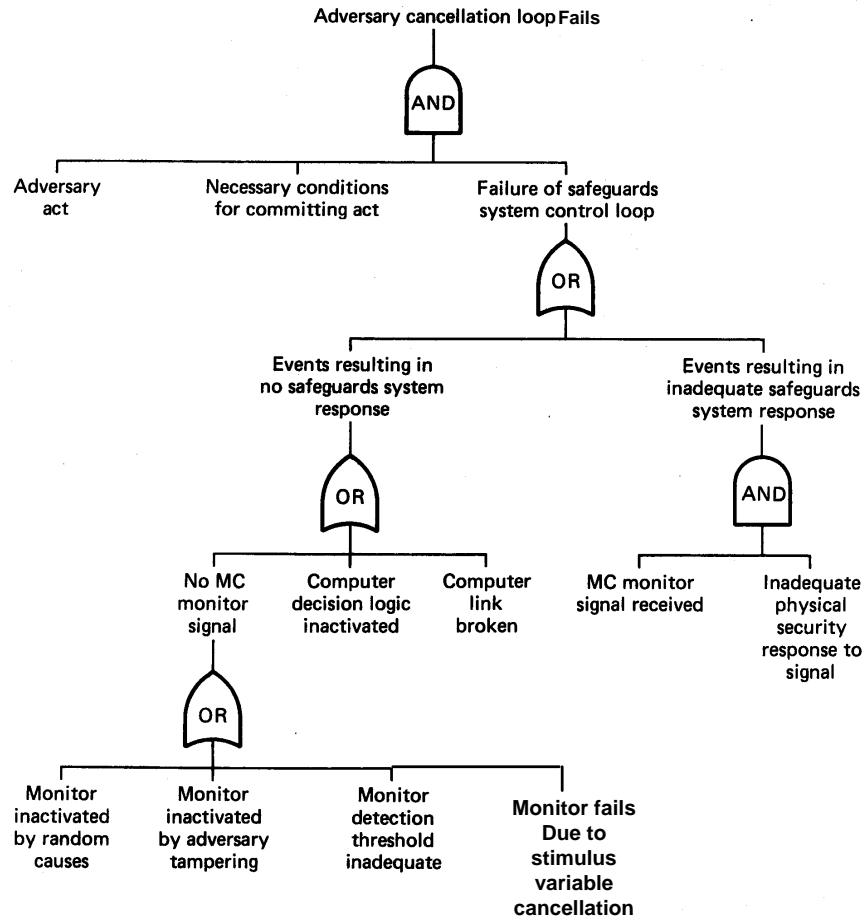 Adversary cancellation loop Fails
AND
Adversary
act
Necessary conditions
for committing act
Failure of safeguards
system control loop
OR
Events resulting in
no safeguards system
response
Events resulting in
inadequate safeguards
system response
OR
AND
No MC
monitor
signal
Computer
decision logic
inactivated
Computer
link
broken
MC monitor
signal received
Inadequate
physical
security
response to
signal
OR
Monitor
inactivated
by random
causes
Monitor
inactivated
by adversary
tampering
Monitor
detection
threshold
inadequate
Monitor fails
Due to
stimulus
variable
cancellation